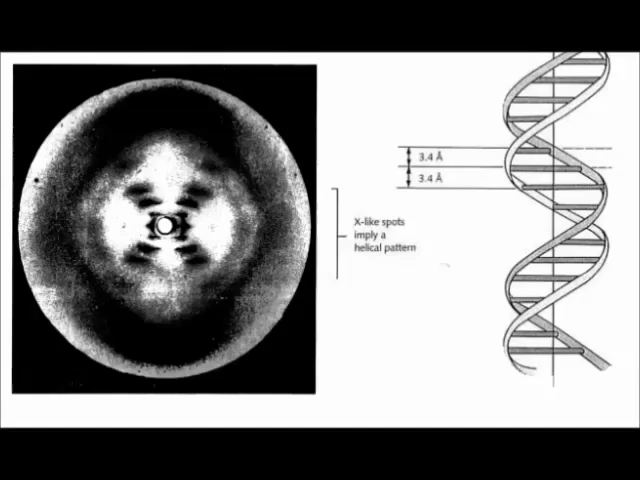 3.4 Å
3.4 Å
X-like spots
imply a
helical pattern